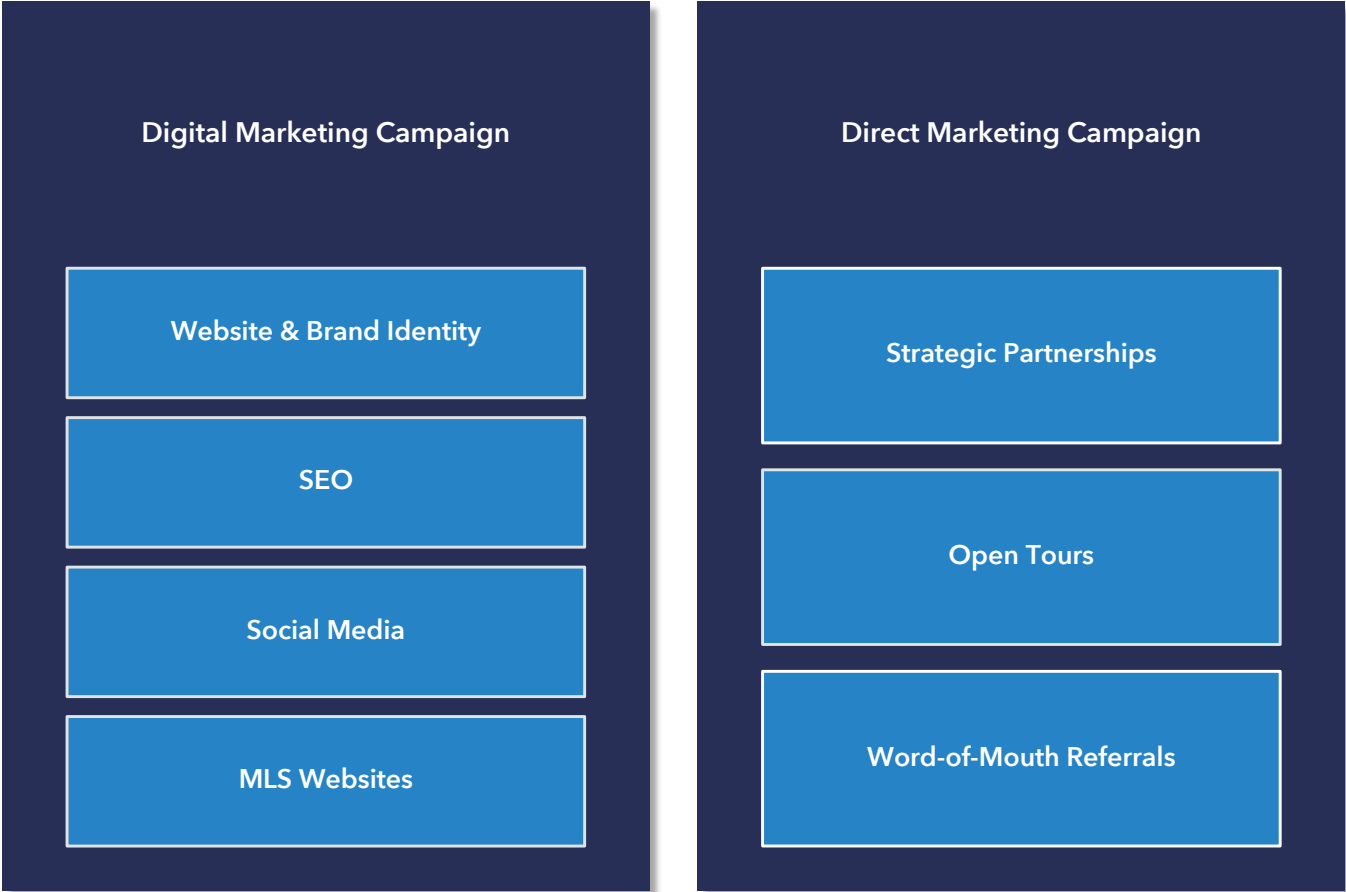 Digital Marketing Campaign
Website & Brand Identity
SEO
Social Media
MLS Websites
Direct Marketing Campaign
Strategic Partnerships
Open Tours
Word-of-Mouth Referrals